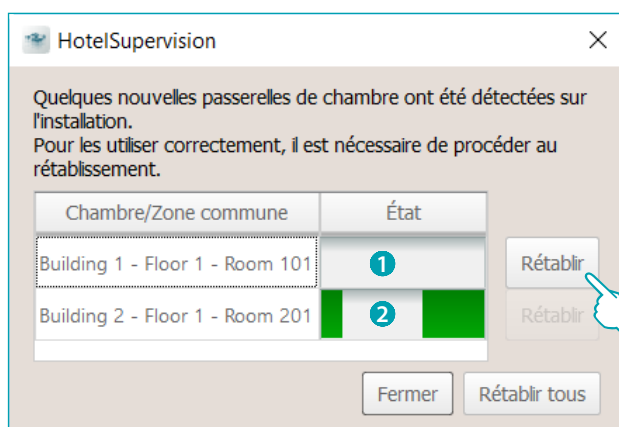 HotelSupervision
Quelques nouvelles passerelles de chambre ont été détectées sur
l'installation.
Pour les utiliser correctement, il est nécessaire de procéder au
rétablissement.
Chambre/Zone commune État
Building 1 - Floor 1 - Room 101 1 Rétablir
Building 2 - Floor 1 - Room 201 2 Rétablir
Fermer Rétablir tous